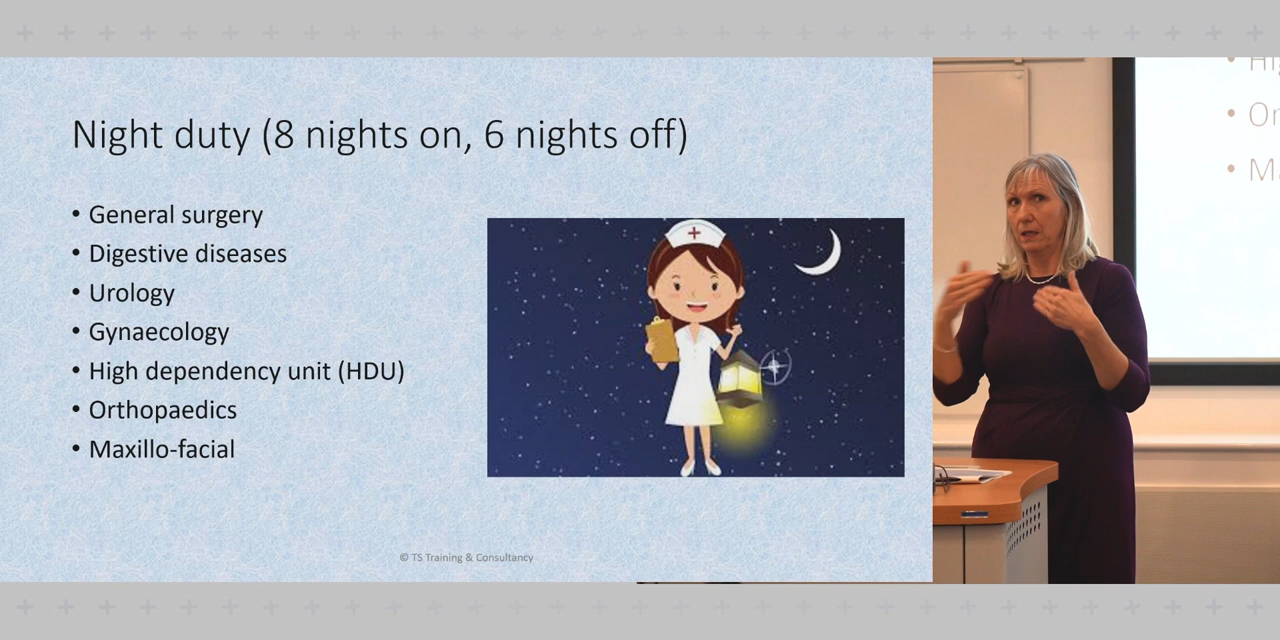 Night duty (8 nights on, 6 nights off)
• General surgery
• Digestive diseases
• Urology
• Gynaecology
• High dependency unit (HDU)
• Orthopaedics
• Maxillo-facial
© TS Training & Consultancy